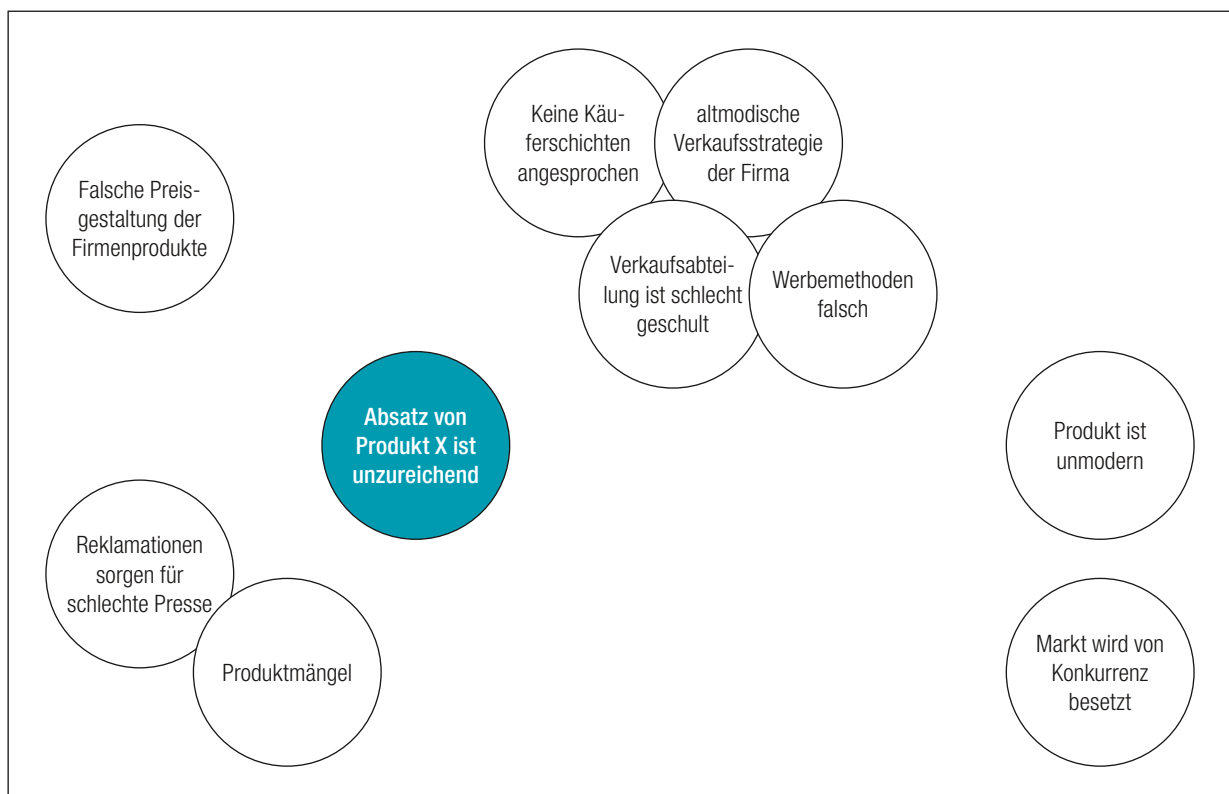 Keine Käu-
ferschichten
angesprochen
altmodische
Verkaufsstrategie
der Firma
Falsche Preis-
gestaltung der
Firmenprodukte
Verkaufsabtei-
lung ist schlecht
geschult
Werbemethoden
falsch
Absatz von
Produkt X ist
unzureichend
Produkt ist
unmodern
Reklamationen
sorgen für
schlechte Presse
Produktmängel
Markt wird von
Konkurrenz
besetzt